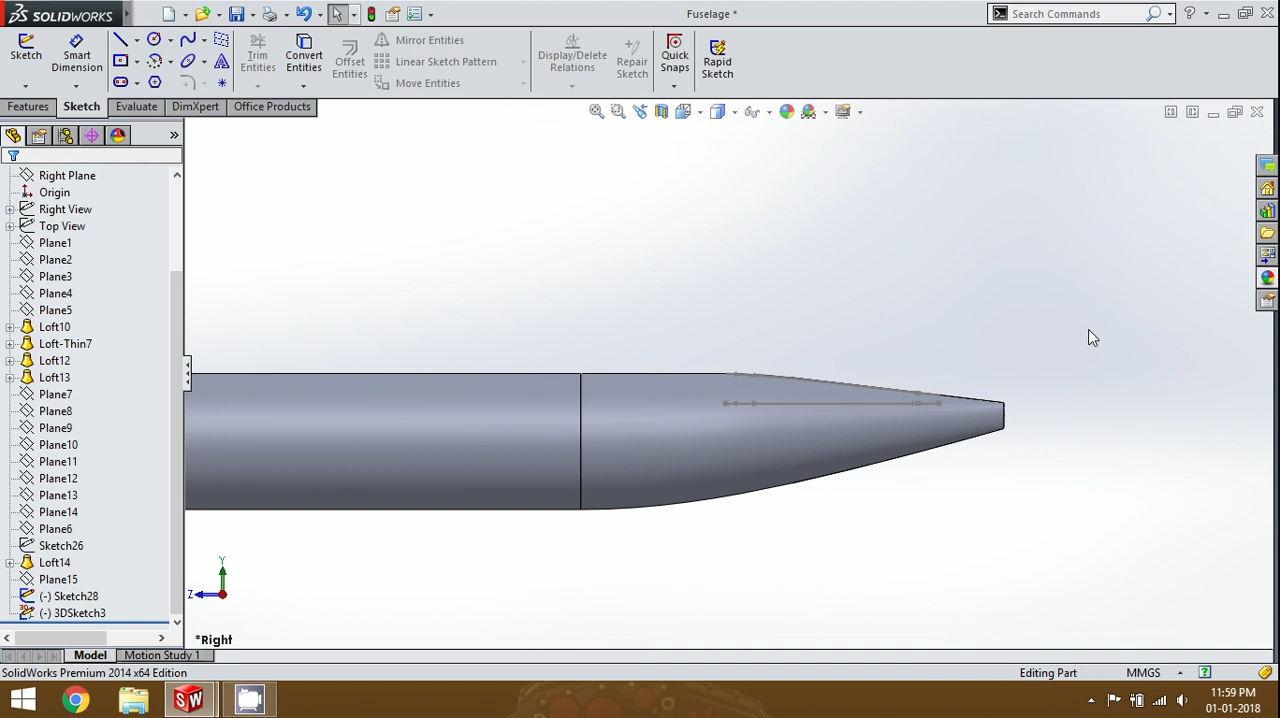 SOLIDWORKS
Fuselage *
Search Commands
Sketch
Smart Dimension
Trim Entities
Convert Entities
Offset Entities
Mirror Entities
Linear Sketch Pattern
Move Entities
Display/Delete Relations
Repair Sketch
Quick Snaps
Rapid Sketch
Features
Sketch
Evaluate
DimXpert
Office Products
Right Plane
Origin
Right View
Top View
Plane1
Plane2
Plane3
Plane4
Plane5
Loft10
Loft-Thin7
Loft12
Loft13
Plane7
Plane8
Plane9
Plane10
Plane11
Plane12
Plane13
Plane14
Plane6
Sketch26
Loft14
Plane15
(-) Sketch28
3D (-) 3DSketch3
Y
Z
*Right
Model
Motion Study 1
SolidWorks Premium 2014 x64 Edition
Editing Part
MMGS
SW
11:59 PM
01-01-2018